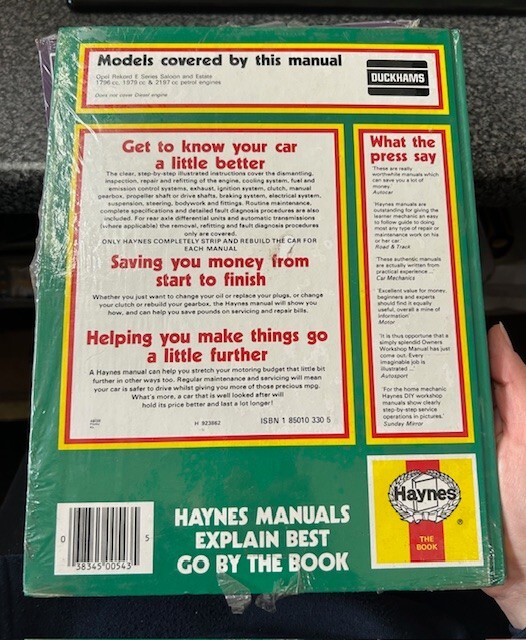 Models covered by this manual
Opel Rekord E Series Saloon and Estate
1796 cc, 1979 cc & 2197 cc petrol engines
Does not cover Diesel engine
DUCKHAMS
Get to know your car
a little better
The clear, step-by-step illustrated instructions cover the dismantling,
inspection, repair and refitting of the engine, cooling system, fuel and
emission control systems, exhaust, ignition system, clutch, manual
gearbox, propeller shaft or drive shafts, braking system, electrical system,
suspension, steering, bodywork and fittings. Routine maintenance,
complete specifications and detailed fault diagnosis procedures are also
included. For rear axle differential units and automatic transmissions
(where applicable) the removal, refitting and fault diagnosis procedures
only are covered.
ONLY HAYNES COMPLETELY STRIP AND REBUILD THE CAR FOR
EACH MANUAL
Saving you money from
start to finish
Whether you just want to change your oil or replace your plugs, or change
your clutch or rebuild your gearbox, the Haynes manual will show you
how, and can help you save pounds on servicing and repair bills.
Helping you make things go
a little further
A Haynes manual can help you stretch your motoring budget that little bit
further in other ways too. Regular maintenance and servicing will mean
your car is safer to drive whilst giving you more of those precious mpg.
What's more, a car that is well looked after will
hold its price better and last a lot longer!
H 923862
ISBN 1 85010 330 5
What the
press say
'These are really
worthwhile manuals which
can save you a lot of
money.'
Autocar
'Haynes manuals are
outstanding for giving the
learner mechanic an easy
to follow guide to doing
most any type of repair or
maintenance work on his
or her car.'
Road & Track
'These authentic manuals
are actually written from
practical experience ...'
Car Mechanics
'Excellent value for money,
beginners and experts
should find it equally
useful, overall a mine of
information'
Motor
'It is thus opportune that a
simply splendid Owners
Workshop Manual has just
come out. Every
imaginable job is
illustrated ...'
Autosport
'For the home mechanic
Haynes DIY workshop
manuals show clearly
step-by-step service
operations in pictures.'
Sunday Mirror
Haynes
®
THE
BOOK
0
38345"00543
5
HAYNES MANUALS
EXPLAIN BEST
GO BY THE BOOK